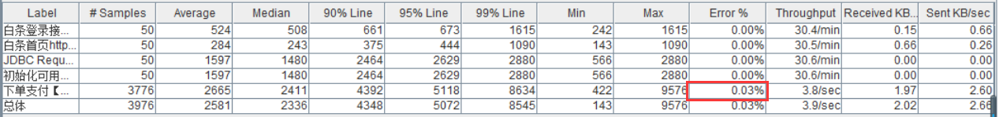 Label # Samples Average Median 90% Line 95% Line 99% Line Min Max Error % Throughput Received KB... Sent KB/sec
白条登录接... 50 524 508 661 673 1615 242 1615 0.00% 30.4/min 0.15 0.66
白条首页http... 50 284 243 375 444 1090 143 1090 0.00% 30.5/min 0.66 0.26
JDBC Requ... 50 1597 1480 2464 2629 2880 566 2880 0.00% 30.6/min 0.00 0.00
初始化可用... 50 1597 1480 2464 2629 2880 566 2880 0.00% 30.6/min 0.00 0.00
下单支付【... 3776 2665 2411 4392 5118 8634 422 9576 0.03% 3.8/sec 1.97 2.60
总体 3976 2581 2336 4348 5072 8545 143 9576 0.03% 3.9/sec 2.02 2.66